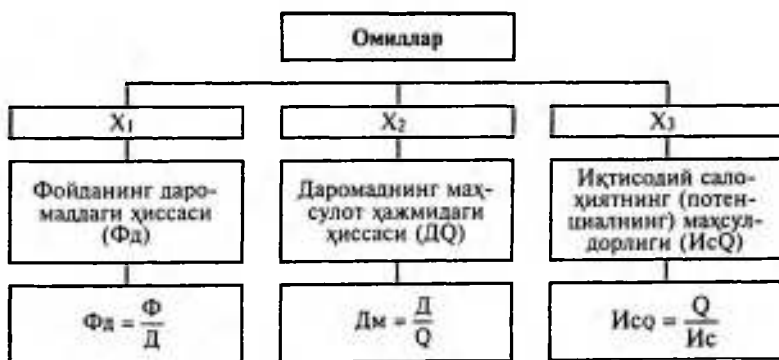 Омиллар
X₁
X₂
X₃
Фойданинг даро-
маддаги ҳиссаси
(Фд)
Даромаднинг маҳ-
сулот ҳажмидаги
ҳиссаси (ДQ)
Иқтисодий сало-
ҳиятнинг (потен-
циалнинг) маҳсул-
дорлиги (ИсQ)
Фд = Ф/Д
Дм = Д/Q
ИсQ = Q/Ис